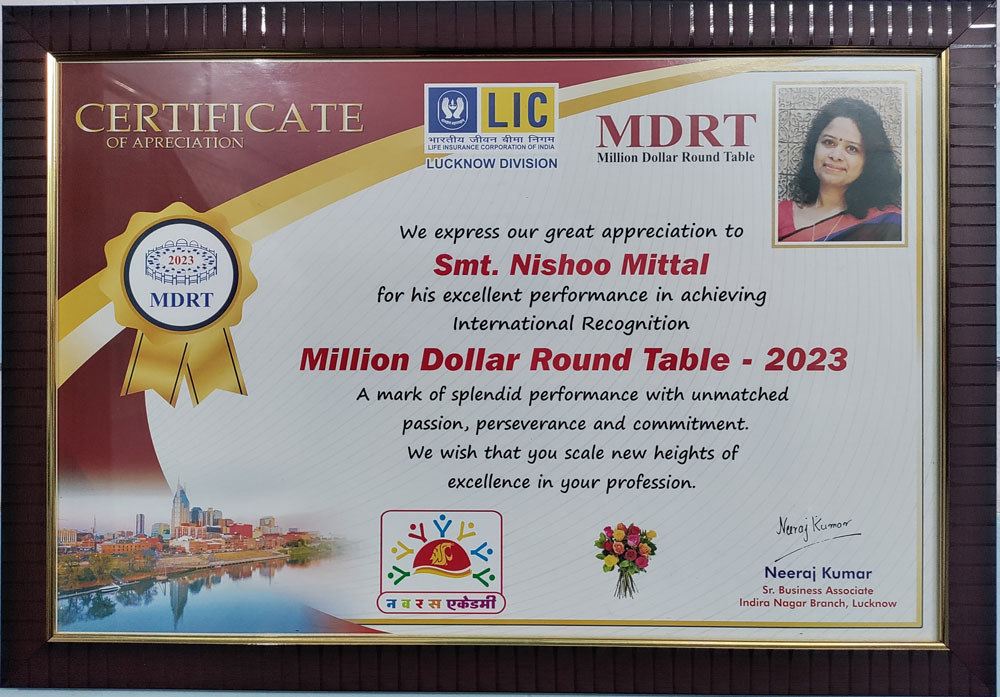 CERTIFICATE
OF APRECIATION
LIC
भारतीय जीवन बीमा निगम
LIFE INSURANCE CORPORATION OF INDIA
LUCKNOW DIVISION
MDRT
Million Dollar Round Table
2023
MDRT
We express our great appreciation to
Smt. Nishoo Mittal
for his excellent performance in achieving
International Recognition
Million Dollar Round Table - 2023
A mark of splendid performance with unmatched
passion, perseverance and commitment.
We wish that you scale new heights of
excellence in your profession.
नवरस एकेडमी
Neeraj Kumar
Neeraj Kumar
Sr. Business Associate
Indira Nagar Branch, Lucknow